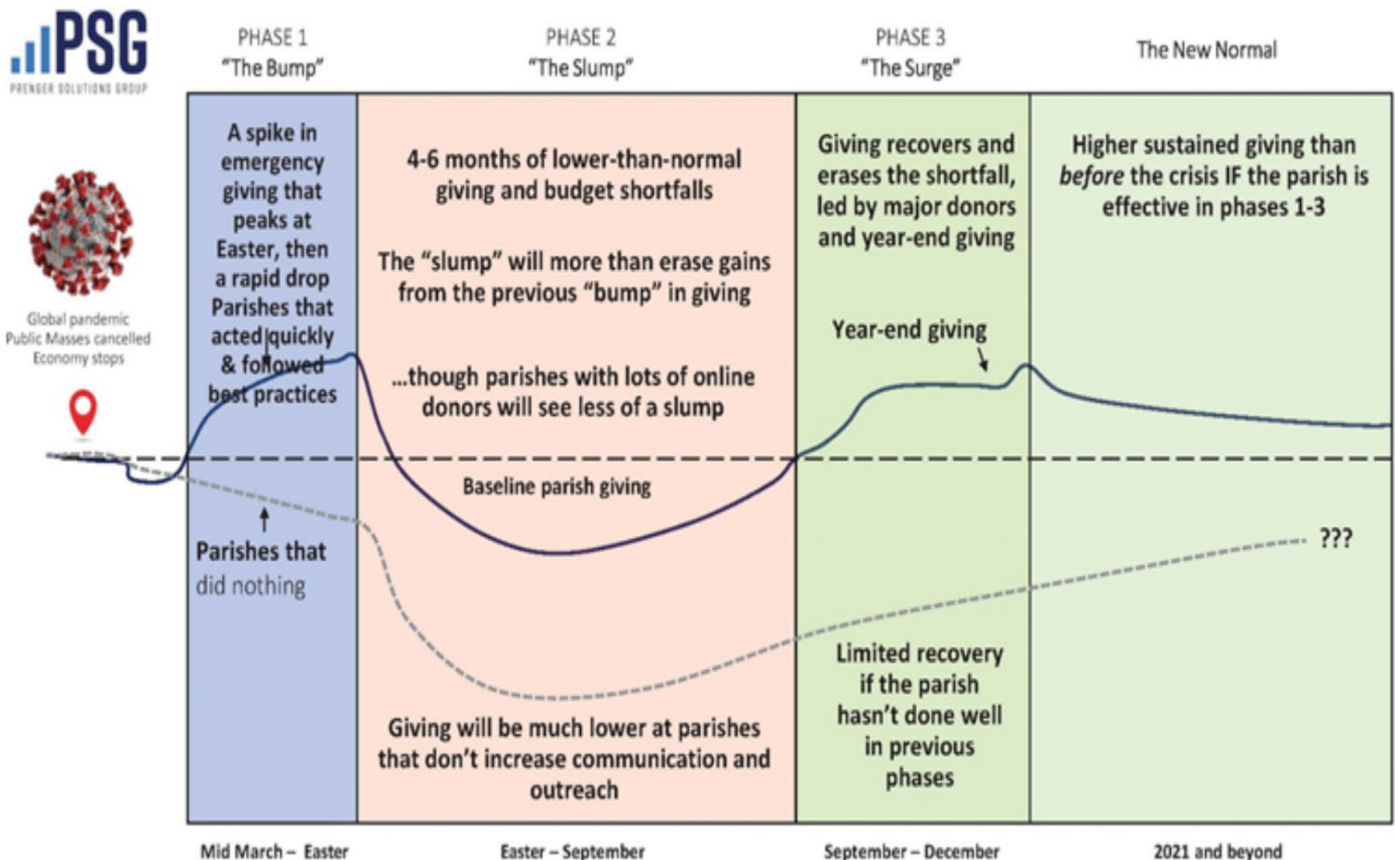 PSG
PRENGER SOLUTIONS GROUP
PHASE 1
"The Bump"
PHASE 2
"The Slump"
PHASE 3
"The Surge"
The New Normal
Global pandemic
Public Masses cancelled
Economy stops
A spike in
emergency
giving that
peaks at
Easter, then
a rapid drop
Parishes that
acted quickly
& followed
best practices
Parishes that
did nothing
4-6 months of lower-than-normal
giving and budget shortfalls
The "slump" will more than erase gains
from the previous "bump" in giving
...though parishes with lots of online
donors will see less of a slump
Baseline parish giving
Giving will be much lower at parishes
that don't increase communication and
outreach
Giving recovers and
erases the shortfall,
led by major donors
and year-end giving
Year-end giving
Limited recovery
if the parish
hasn't done well
in previous
phases
Higher sustained giving than
before the crisis IF the parish is
effective in phases 1-3
???
Mid March – Easter
Easter – September
September – December
2021 and beyond